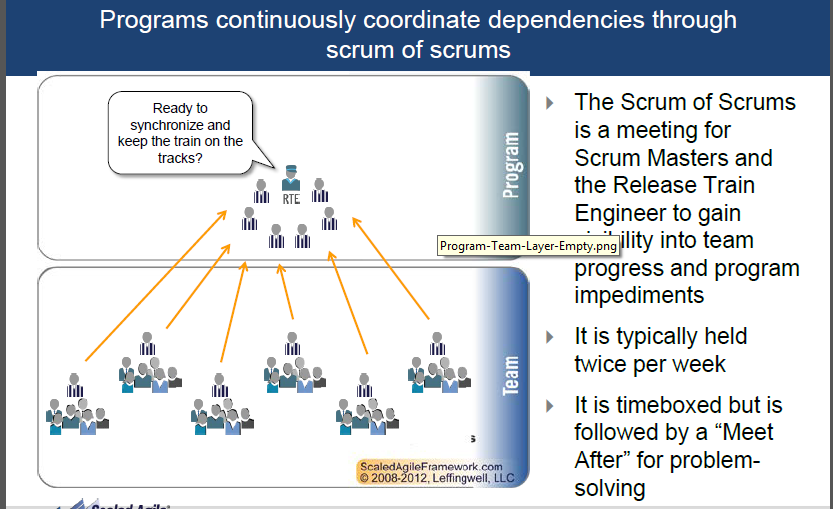 Programs continuously coordinate dependencies through
scrum of scrums
Ready to
synchronize and
keep the train on the
tracks?
RTE
Program
Program-Team-Layer-Empty.png
Team
s
ScaledAgileFramework.com
© 2008-2012, Leffingwell, LLC
The Scrum of Scrums
is a meeting for
Scrum Masters and
the Release Train
Engineer to gain
visibility into team
progress and program
impediments
It is typically held
twice per week
It is timeboxed but is
followed by a “Meet
After” for problem-
solving
Scaled Agile®